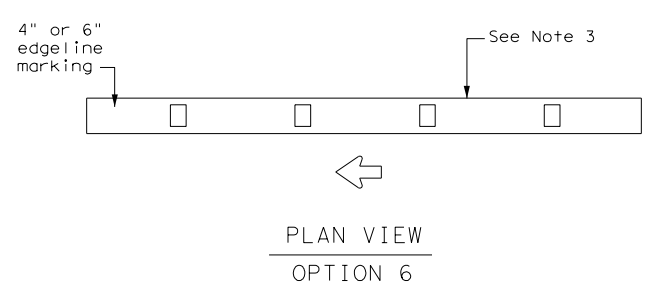 4" or 6"
edgeline
marking
See Note 3
PLAN VIEW
OPTION 6